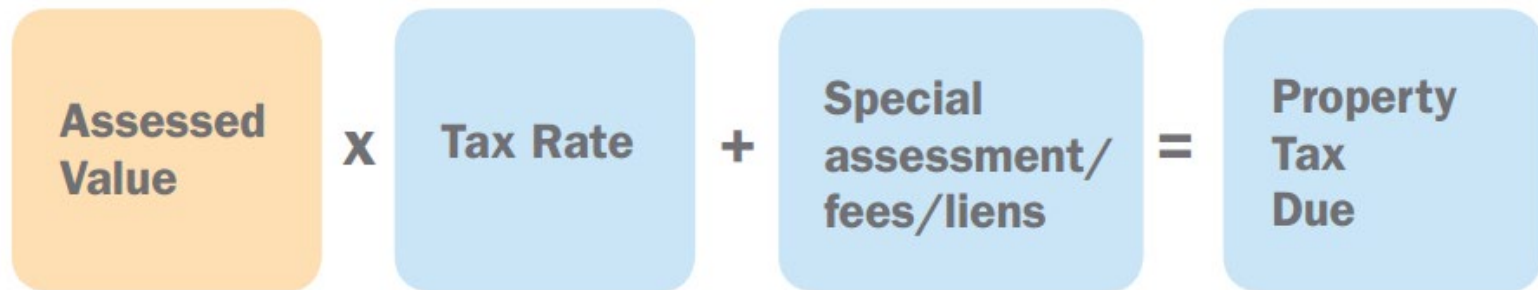 Assessed
Value
x
Tax Rate
+
Special
assessment/
fees/liens
=
Property
Tax
Due